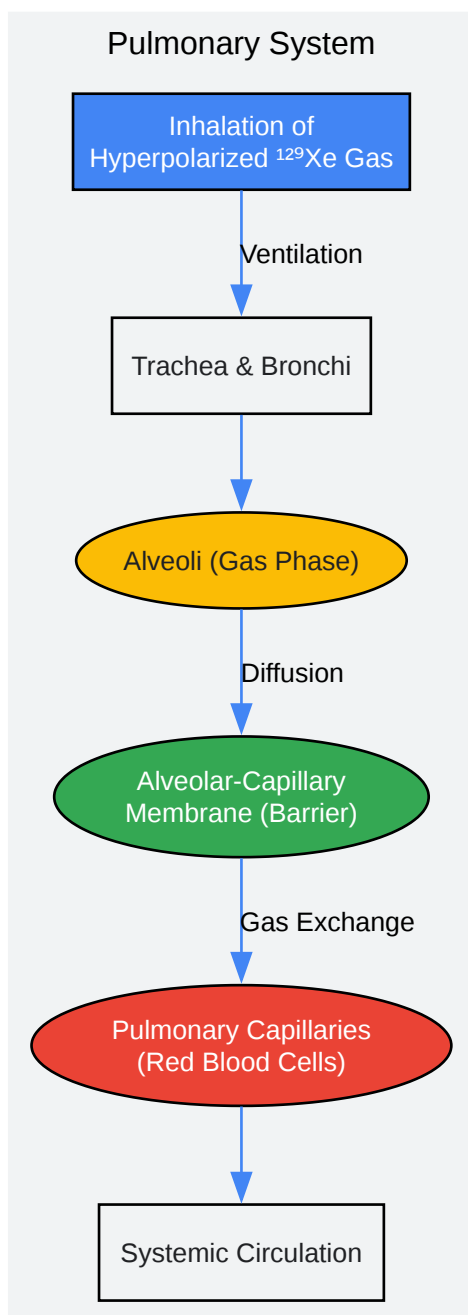 Pulmonary System
Inhalation of
Hyperpolarized ¹²⁹Xe Gas
Ventilation
Trachea & Bronchi
Alveoli (Gas Phase)
Diffusion
Alveolar-Capillary
Membrane (Barrier)
Gas Exchange
Pulmonary Capillaries
(Red Blood Cells)
Systemic Circulation